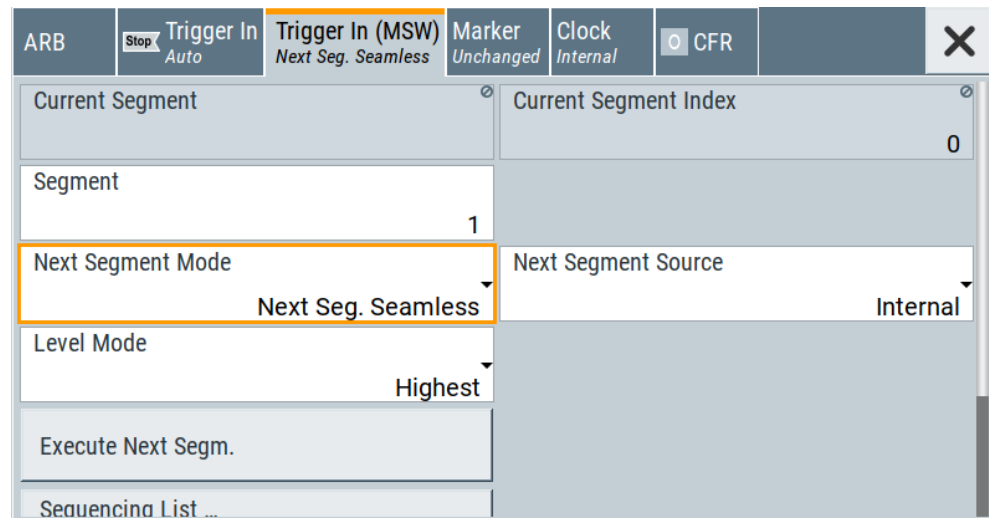 ARB
Stop Trigger In
Auto
Trigger In (MSW)
Next Seg. Seamless
Marker
Unchanged
Clock
Internal
O CFR
Current Segment
Current Segment Index
0
Segment
1
Next Segment Mode
Next Seg. Seamless
Next Segment Source
Internal
Level Mode
Highest
Execute Next Segm.
Sequencing List ...